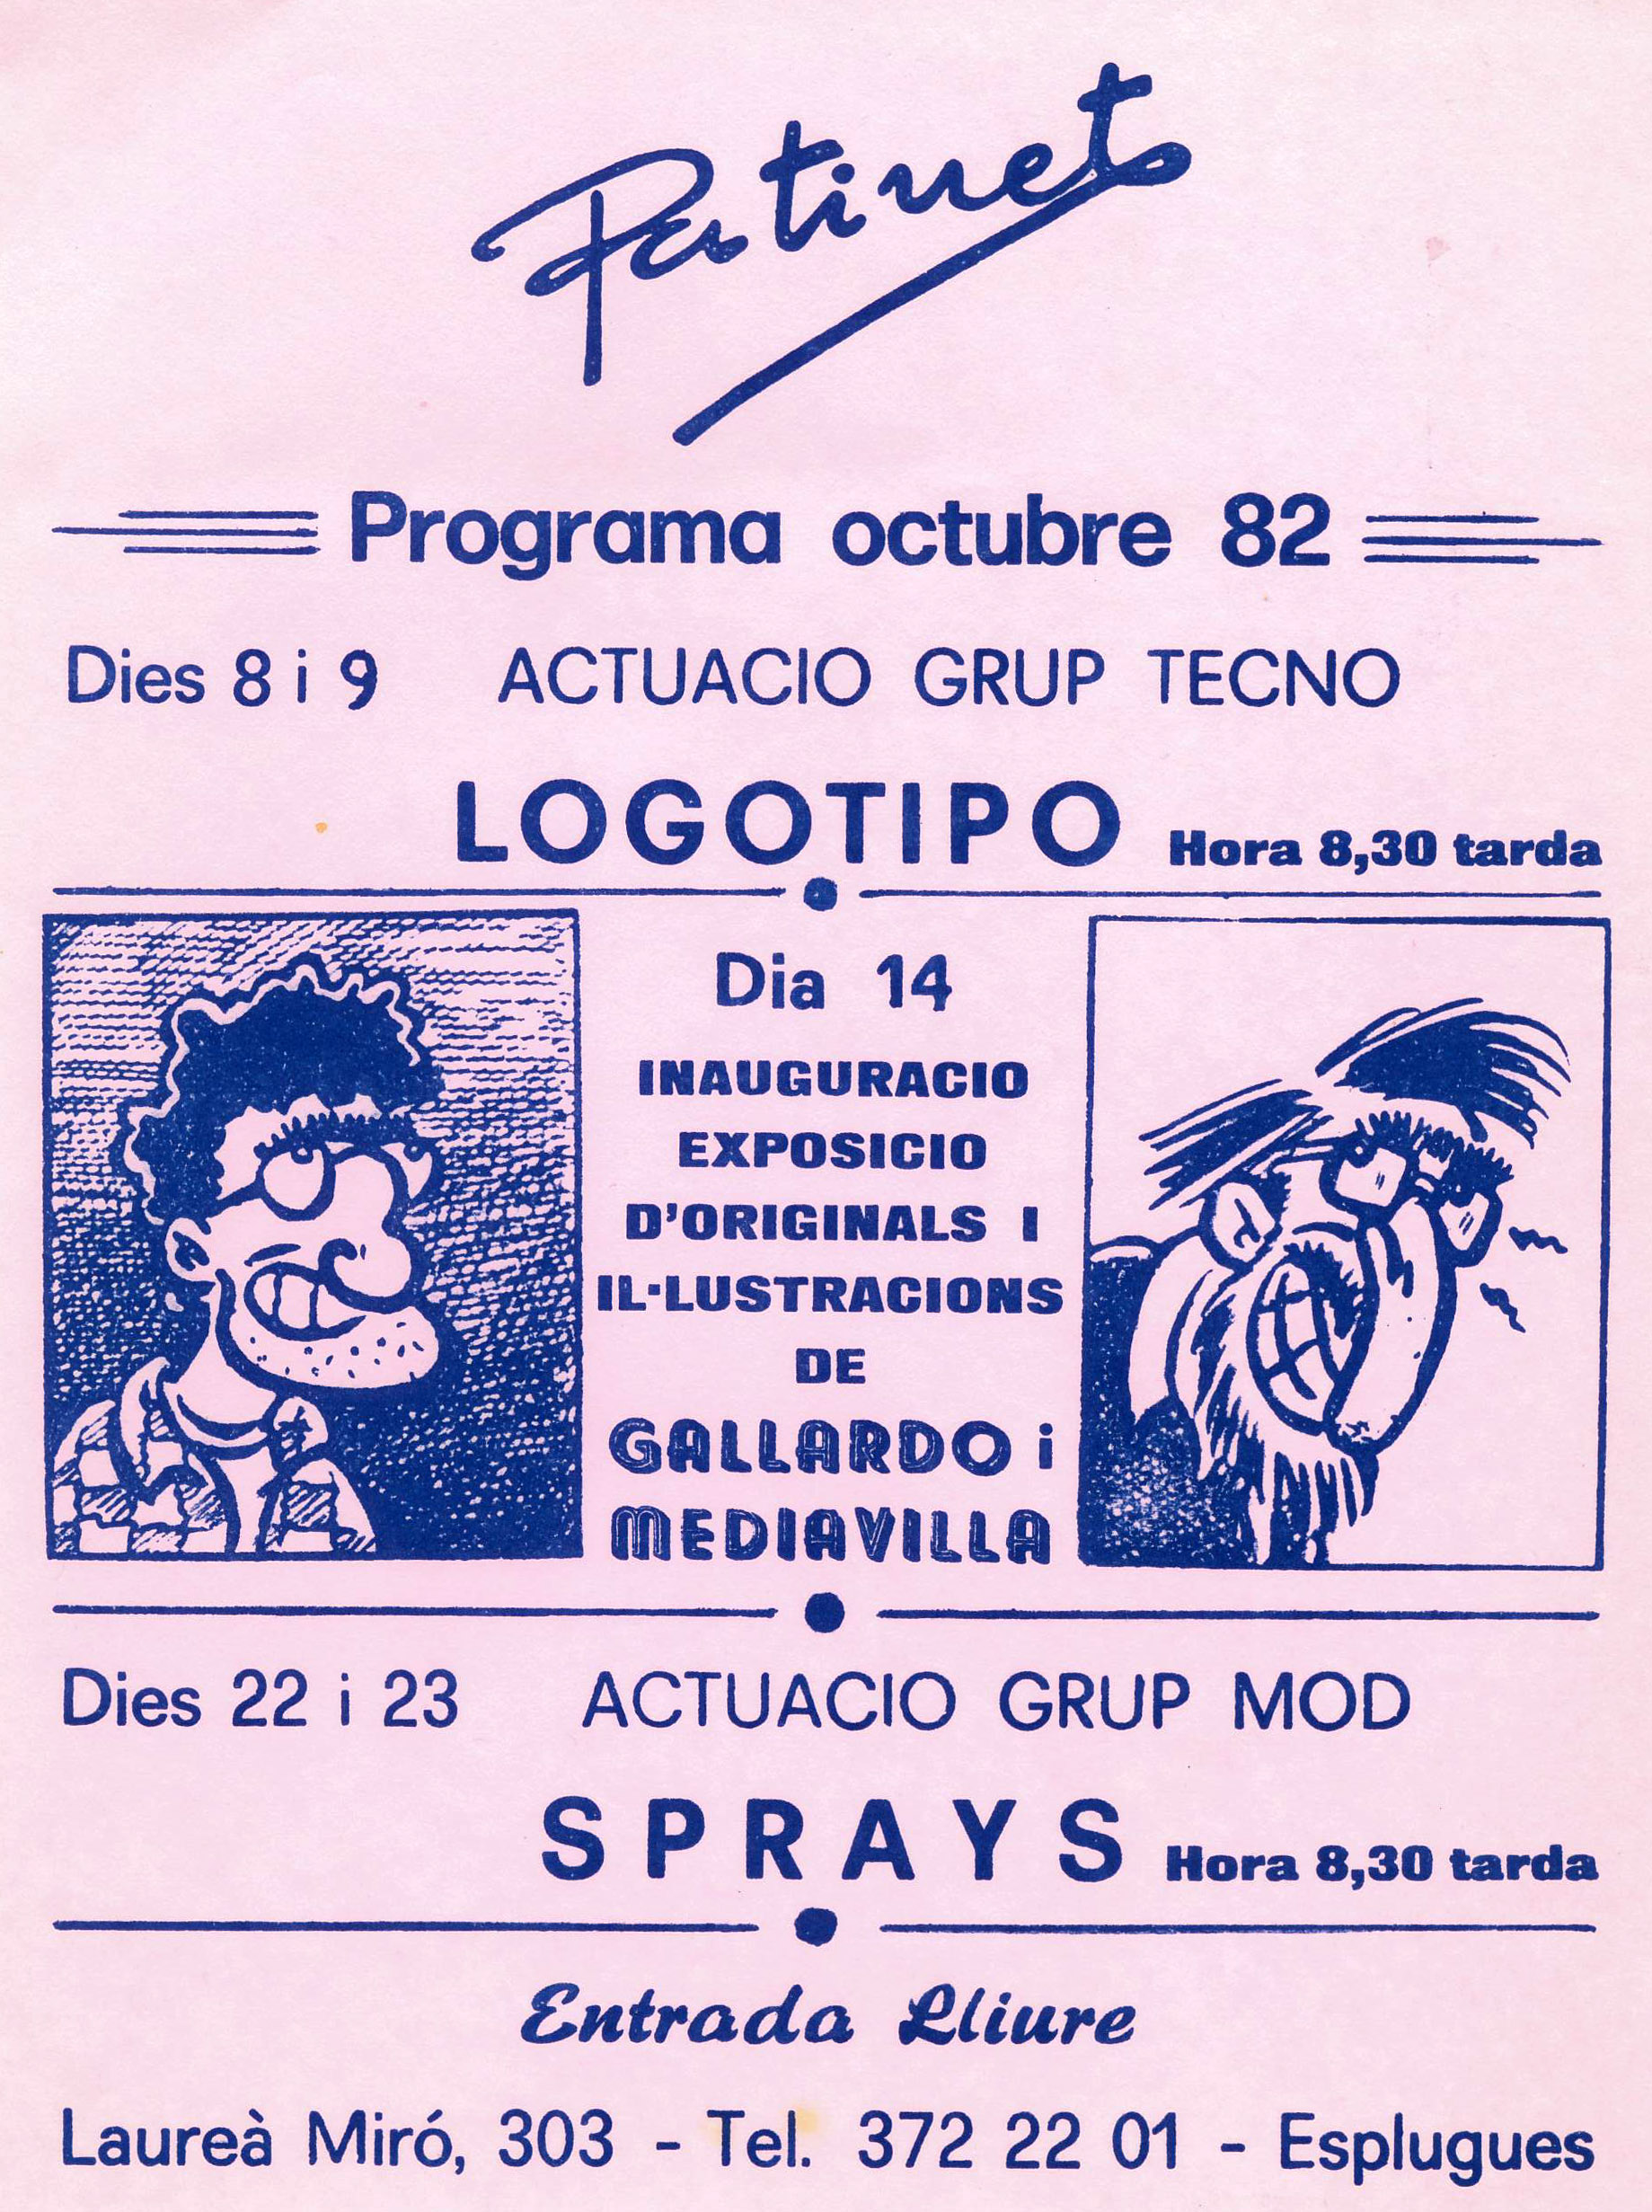 Patinet
Programa octubre 82
Dies 8 i 9 ACTUACIO GRUP TECNO
LOGOTIPO Hora 8,30 tarda
Dia 14
INAUGURACIO
EXPOSICIO
D'ORIGINALS I
IL·LUSTRACIONS
DE
GALLARDO i
MEDIAVILLA
Dies 22 i 23 ACTUACIO GRUP MOD
SPRAYS Hora 8,30 tarda
Entrada Lliure
Laureà Miró, 303 - Tel. 372 22 01 - Esplugues